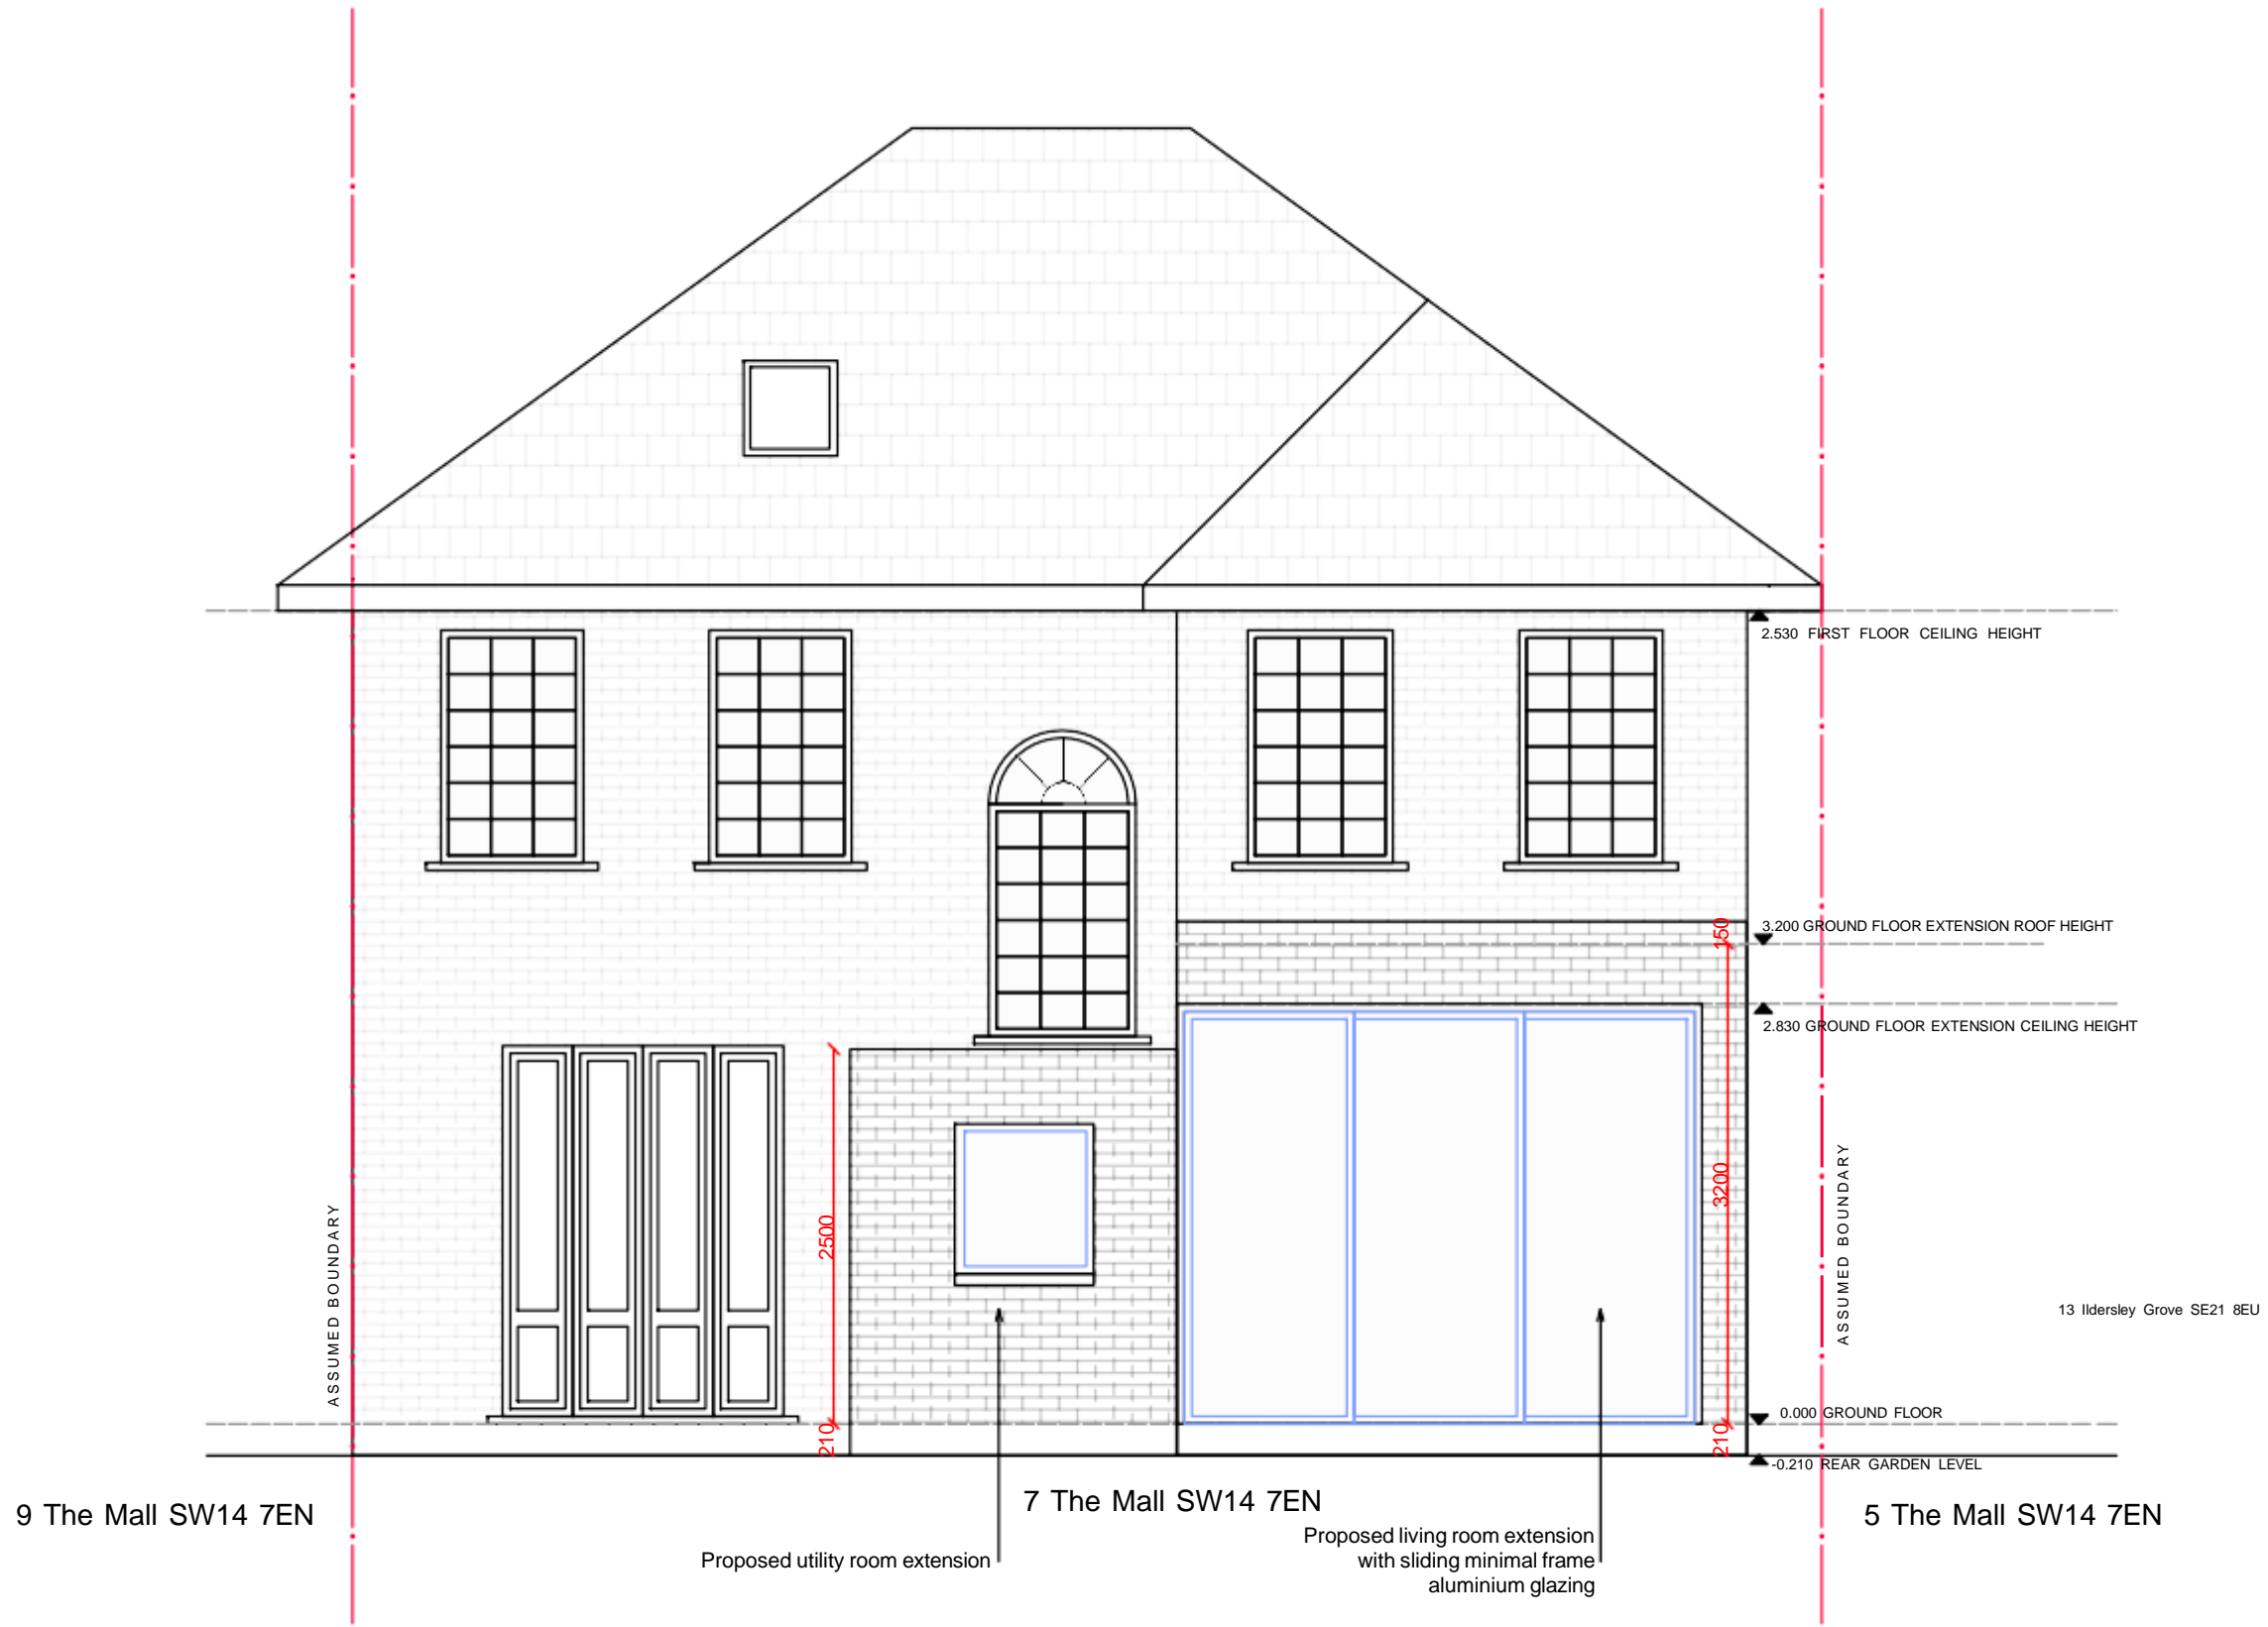 2.530 FIRST FLOOR CEILING HEIGHT
150
3.200 GROUND FLOOR EXTENSION ROOF HEIGHT
2.830 GROUND FLOOR EXTENSION CEILING HEIGHT
ASSUMED BOUNDARY
2500
3200
ASSUMED BOUNDARY
13 Ildersley Grove SE21 8EU
0.000 GROUND FLOOR
210
210
-0.210 REAR GARDEN LEVEL
9 The Mall SW14 7EN
7 The Mall SW14 7EN
5 The Mall SW14 7EN
Proposed utility room extension
Proposed living room extension
with sliding minimal frame
aluminium glazing